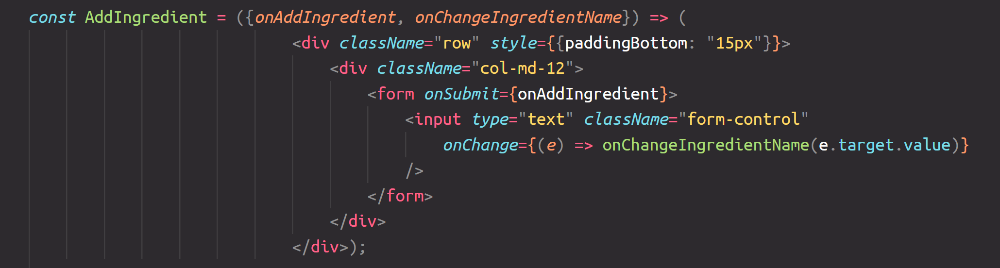 const AddIngredient = ({onAddIngredient, onChangeIngredientName}) => (
<div className="row" style={{paddingBottom: "15px"}}>
<div className="col-md-12">
<form onSubmit={onAddIngredient}>
<input type="text" className="form-control"
onChange={(e) => onChangeIngredientName(e.target.value)}
/>
</form>
</div>
</div>);